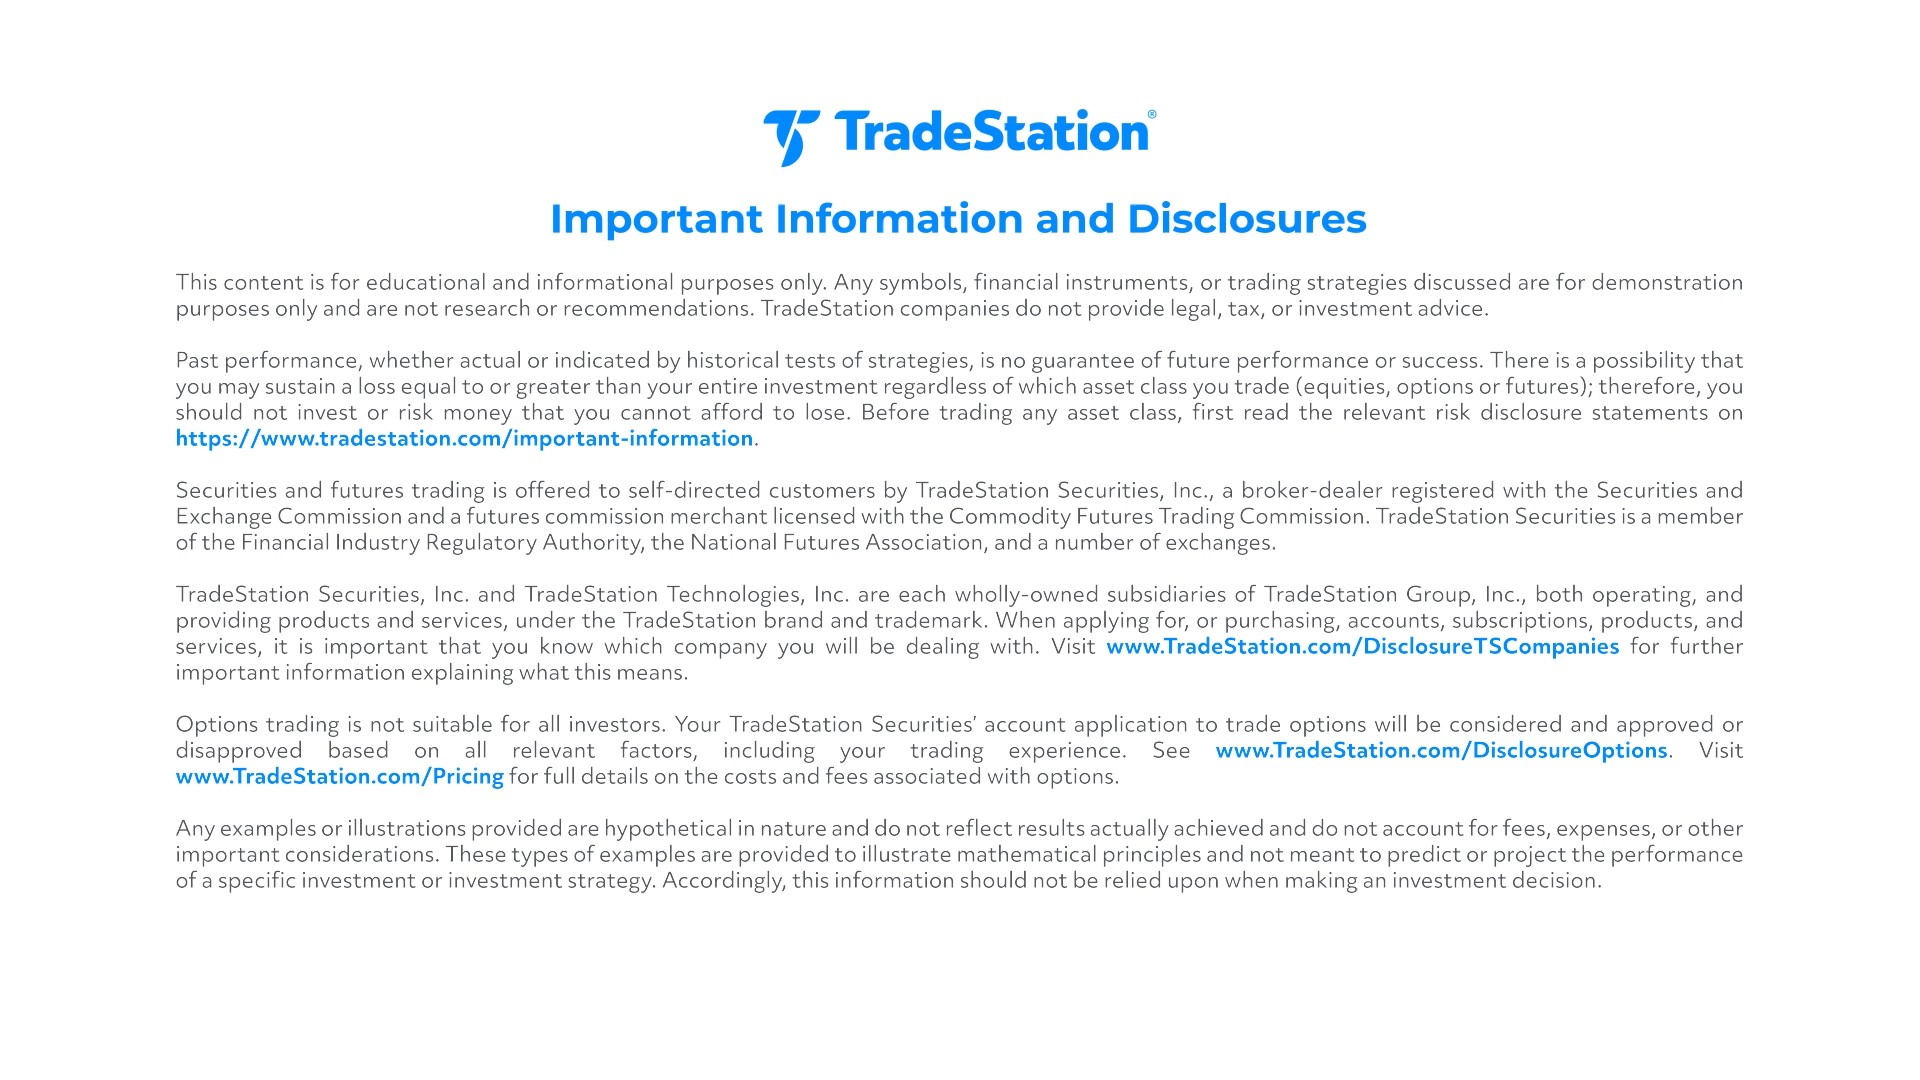 TradeStation®
Important Information and Disclosures
This content is for educational and informational purposes only. Any symbols, financial instruments, or trading strategies discussed are for demonstration
purposes only and are not research or recommendations. TradeStation companies do not provide legal, tax, or investment advice.
Past performance, whether actual or indicated by historical tests of strategies, is no guarantee of future performance or success. There is a possibility that
you may sustain a loss equal to or greater than your entire investment regardless of which asset class you trade (equities, options or futures); therefore, you
should not invest or risk money that you cannot afford to lose. Before trading any asset class, first read the relevant risk disclosure statements on
https://www.tradestation.com/important-information.
Securities and futures trading is offered to self-directed customers by TradeStation Securities, Inc., a broker-dealer registered with the Securities and
Exchange Commission and a futures commission merchant licensed with the Commodity Futures Trading Commission. TradeStation Securities is a member
of the Financial Industry Regulatory Authority, the National Futures Association, and a number of exchanges.
TradeStation Securities, Inc. and TradeStation Technologies, Inc. are each wholly-owned subsidiaries of TradeStation Group, Inc., both operating, and
providing products and services, under the TradeStation brand and trademark. When applying for, or purchasing, accounts, subscriptions, products, and
services, it is important that you know which company you will be dealing with. Visit www.TradeStation.com/DisclosureTSCompanies for further
important information explaining what this means.
Options trading is not suitable for all investors. Your TradeStation Securities’ account application to trade options will be considered and approved or
disapproved based on all relevant factors, including your trading experience. See www.TradeStation.com/DisclosureOptions. Visit
www.TradeStation.com/Pricing for full details on the costs and fees associated with options.
Any examples or illustrations provided are hypothetical in nature and do not reflect results actually achieved and do not account for fees, expenses, or other
important considerations. These types of examples are provided to illustrate mathematical principles and not meant to predict or project the performance
of a specific investment or investment strategy. Accordingly, this information should not be relied upon when making an investment decision.